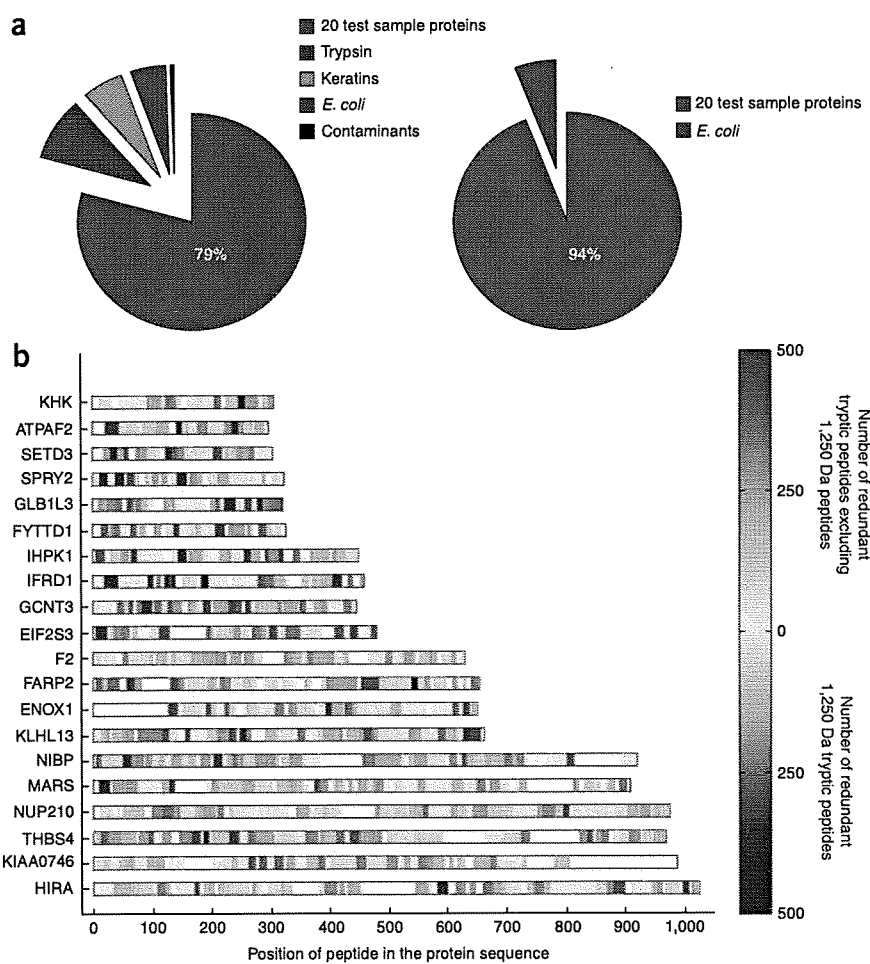 a
20 test sample proteins
Trypsin
Keratins
E. coli
Contaminants
79%
20 test sample proteins
E. coli
94%
b
KHK
ATPAF2
SETD3
SPRY2
GLB1L3
FYTTD1
IHPK1
IFRD1
GCNT3
EIF2S3
F2
FARP2
ENOX1
KLHL13
NIBP
MARS
NUP210
THBS4
KIAA0746
HIRA
0 100 200 300 400 500 600 700 800 900 1,000
Position of peptide in the protein sequence
500
250
0
250
500
Number of redundant
tryptic peptides excluding
1,250 Da peptides
Number of redundant
1,250 Da tryptic peptides